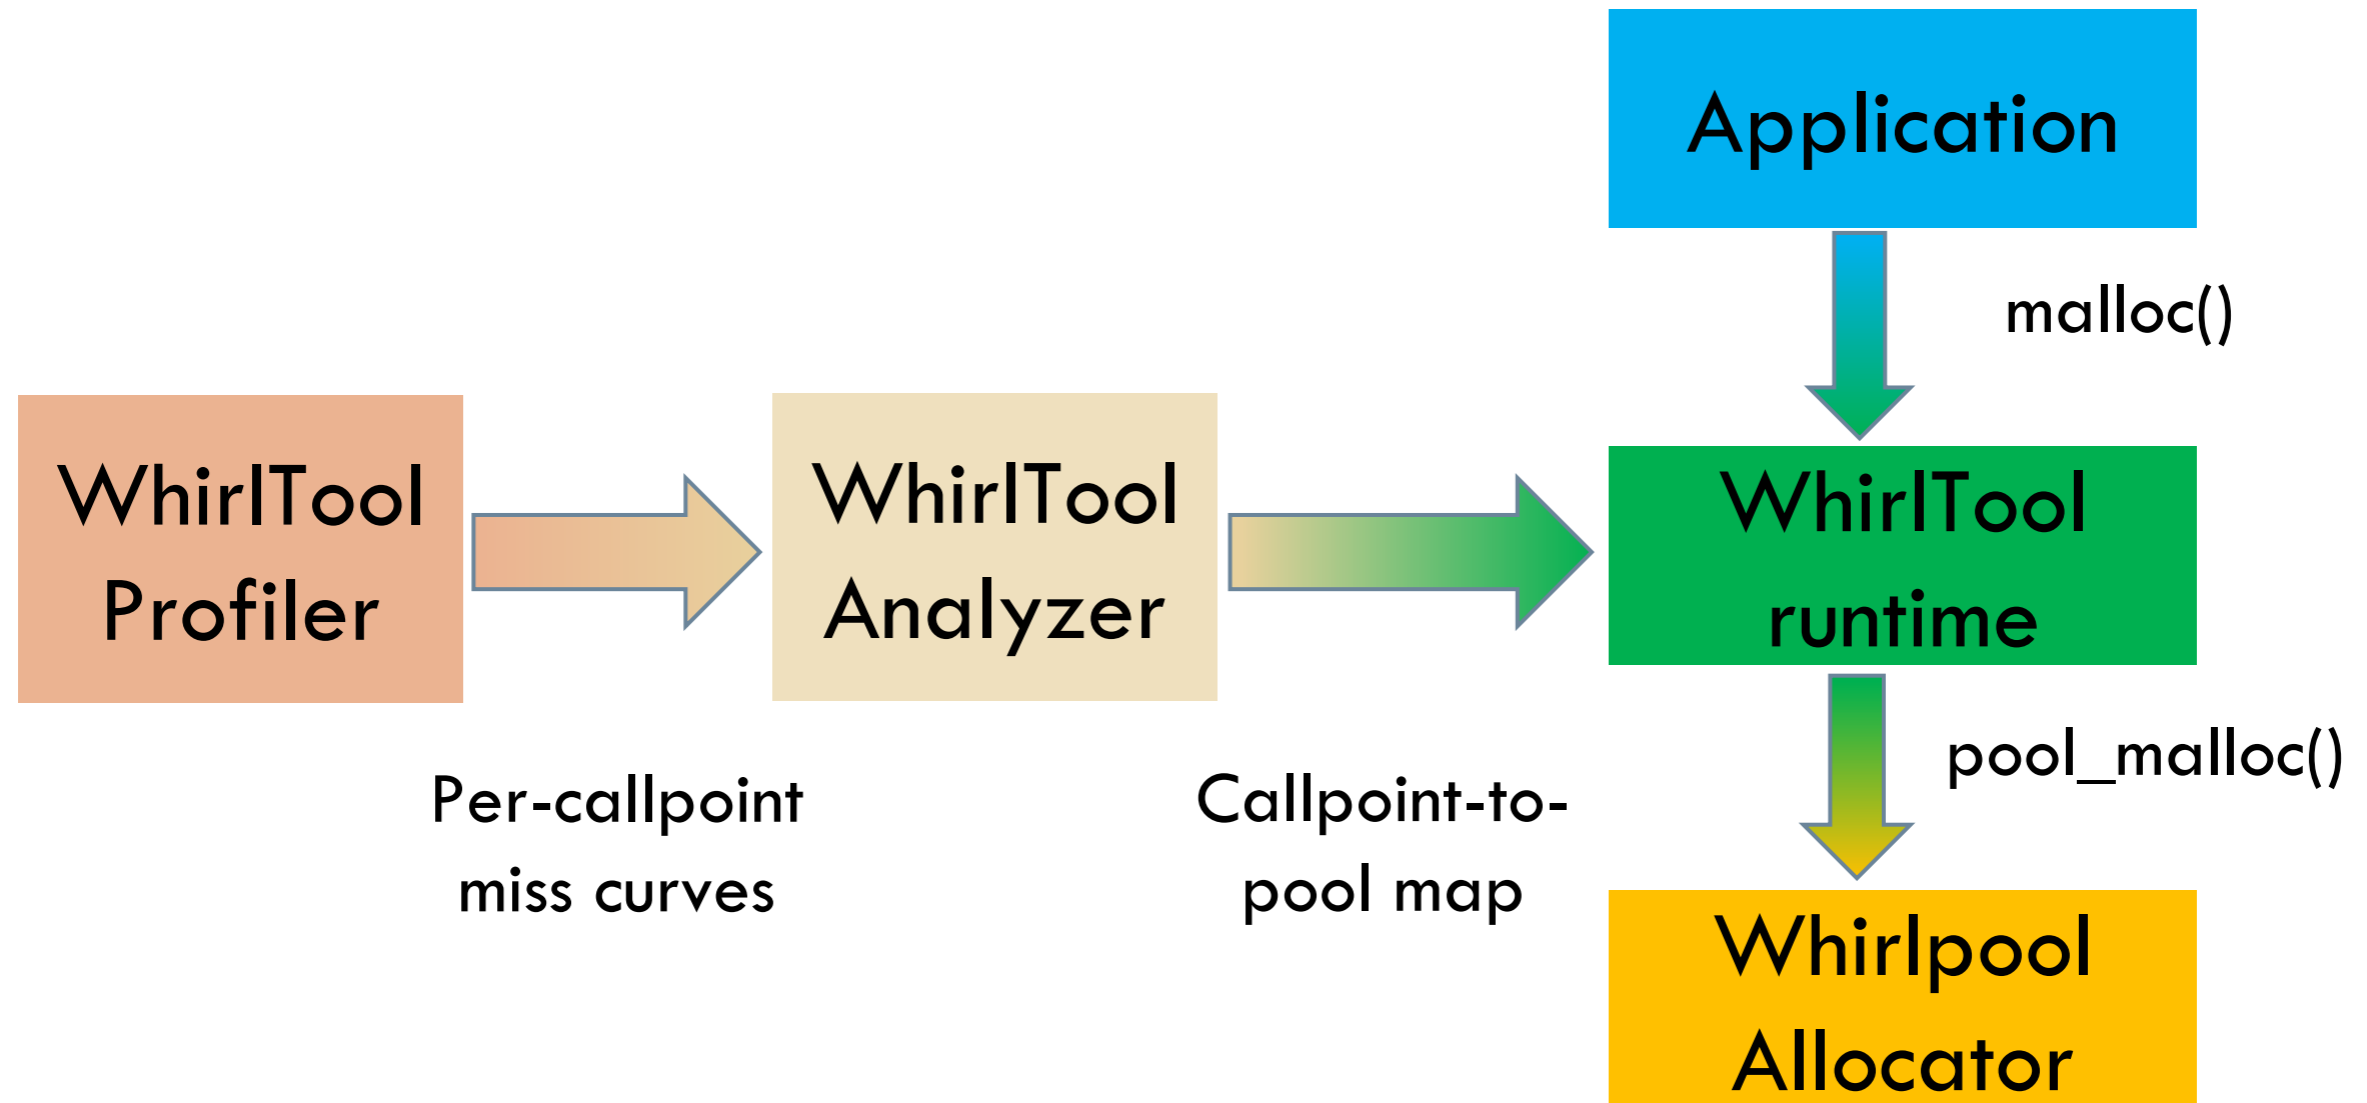 Application
malloc()
WhirlTool
Profiler
WhirlTool
Analyzer
WhirlTool
runtime
Per-callpoint
miss curves
Callpoint-to-
pool map
pool_malloc()
Whirlpool
Allocator